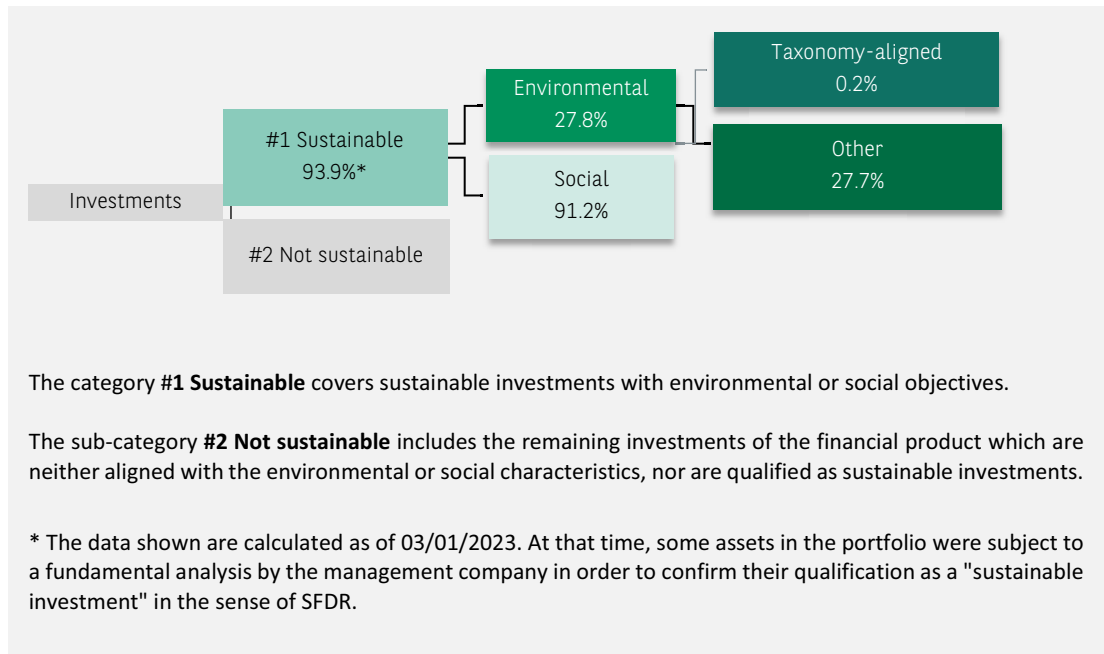 Investments
#1 Sustainable
93.9%*
#2 Not sustainable
Environmental
27.8%
Social
91.2%
Taxonomy-aligned
0.2%
Other
27.7%
The category #1 Sustainable covers sustainable investments with environmental or social objectives.
The sub-category #2 Not sustainable includes the remaining investments of the financial product which are
neither aligned with the environmental or social characteristics, nor are qualified as sustainable investments.
* The data shown are calculated as of 03/01/2023. At that time, some assets in the portfolio were subject to
a fundamental analysis by the management company in order to confirm their qualification as a "sustainable
investment" in the sense of SFDR.